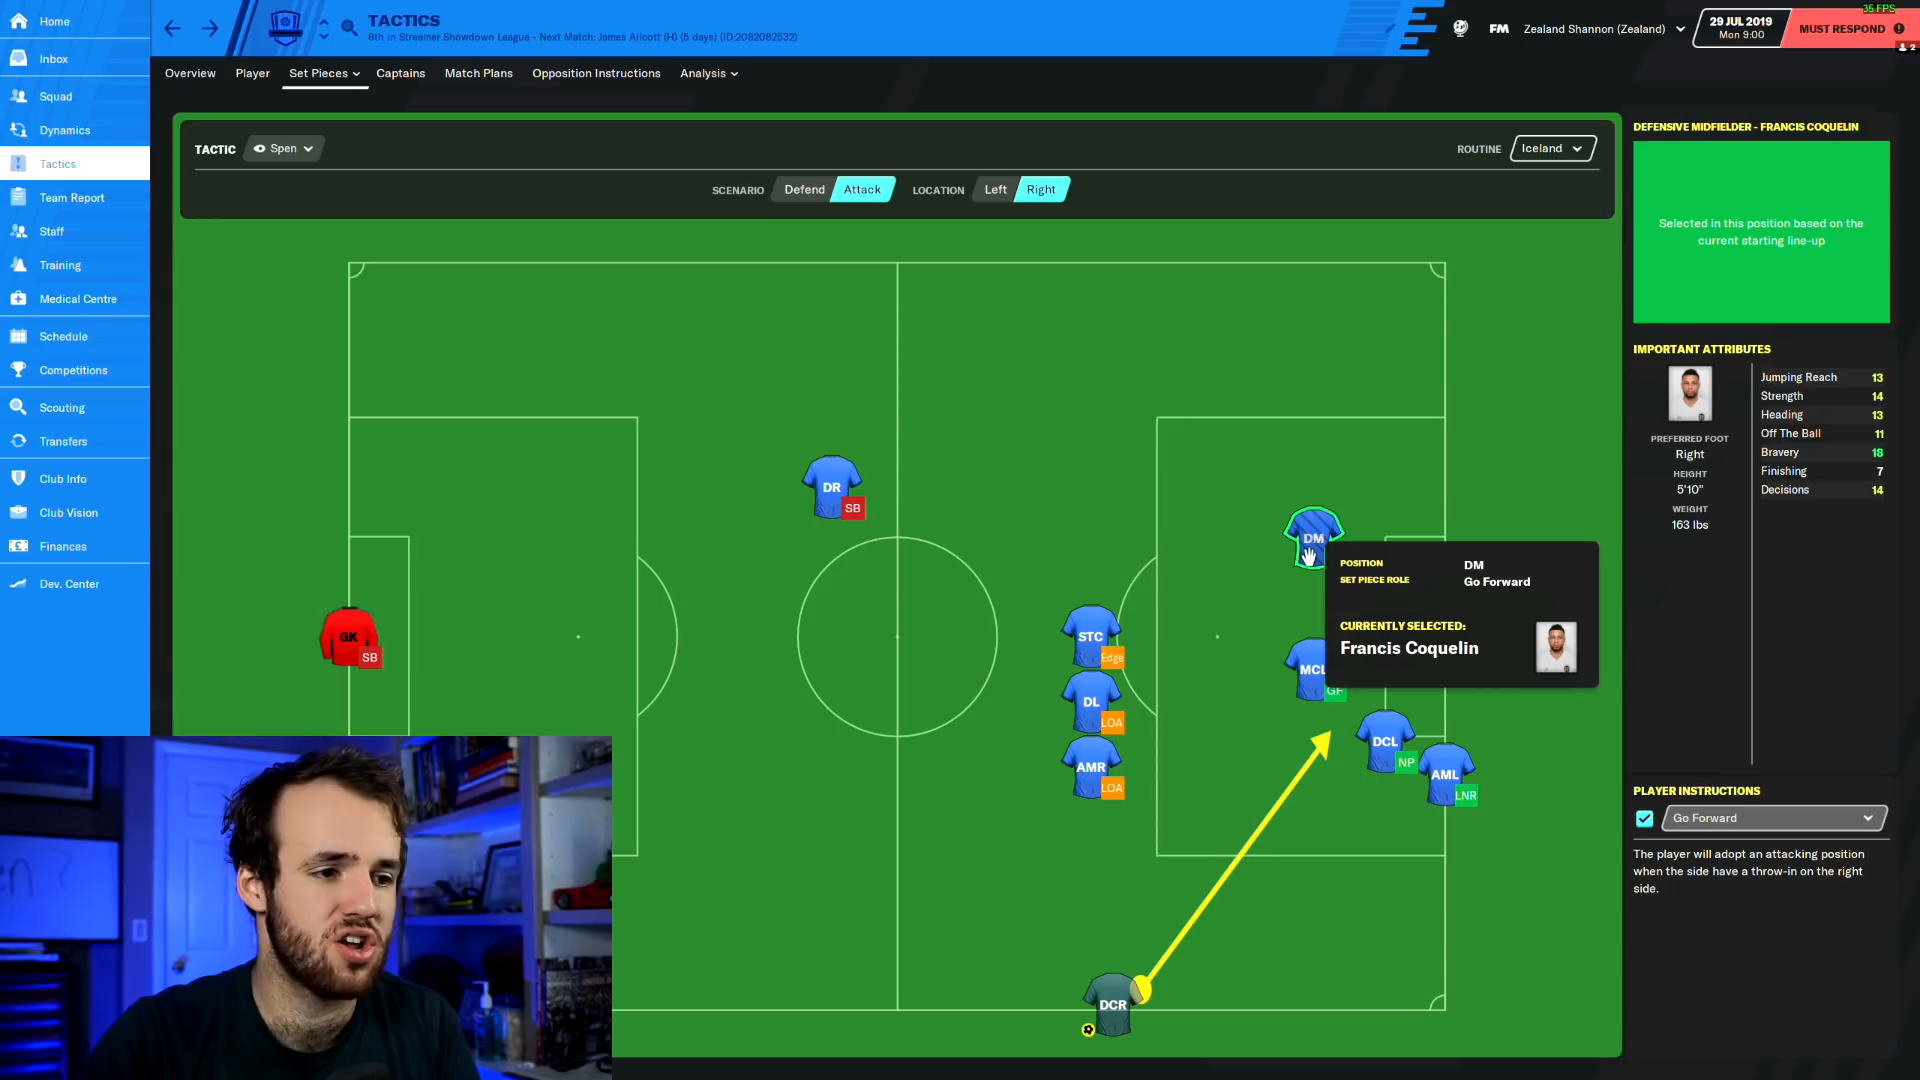 Home
Inbox
Squad
Dynamics
Tactics
Team Report
Staff
Training
Medical Centre
Schedule
Competitions
Scouting
Transfers
Club Info
Club Vision
Finances
Dev. Center
TACTICS
8th in Streamer Showdown League - Next Match: James Allcott (H) (5 days) (ID:2082082532)
FM
Zealand Shannon (Zealand)
29 JUL 2019
Mon 9:00
35 FPS
MUST RESPOND
2
Overview
Player
Set Pieces
Captains
Match Plans
Opposition Instructions
Analysis
TACTIC
Spen
ROUTINE
Iceland
SCENARIO
Defend
Attack
LOCATION
Left
Right
DR
SB
GK
SB
STC
Edge
DL
LOA
AMR
LOA
DM
MCL
GF
DCL
NP
AML
LNR
DCR
POSITION
DM
SET PIECE ROLE
Go Forward
CURRENTLY SELECTED:
Francis Coquelin
DEFENSIVE MIDFIELDER - FRANCIS COQUELIN
Selected in this position based on the
current starting line-up
IMPORTANT ATTRIBUTES
PREFERRED FOOT
Right
HEIGHT
5'10"
WEIGHT
163 lbs
Jumping Reach 13
Strength 14
Heading 13
Off The Ball 11
Bravery 18
Finishing 7
Decisions 14
PLAYER INSTRUCTIONS
Go Forward
The player will adopt an attacking position
when the side have a throw-in on the right
side.